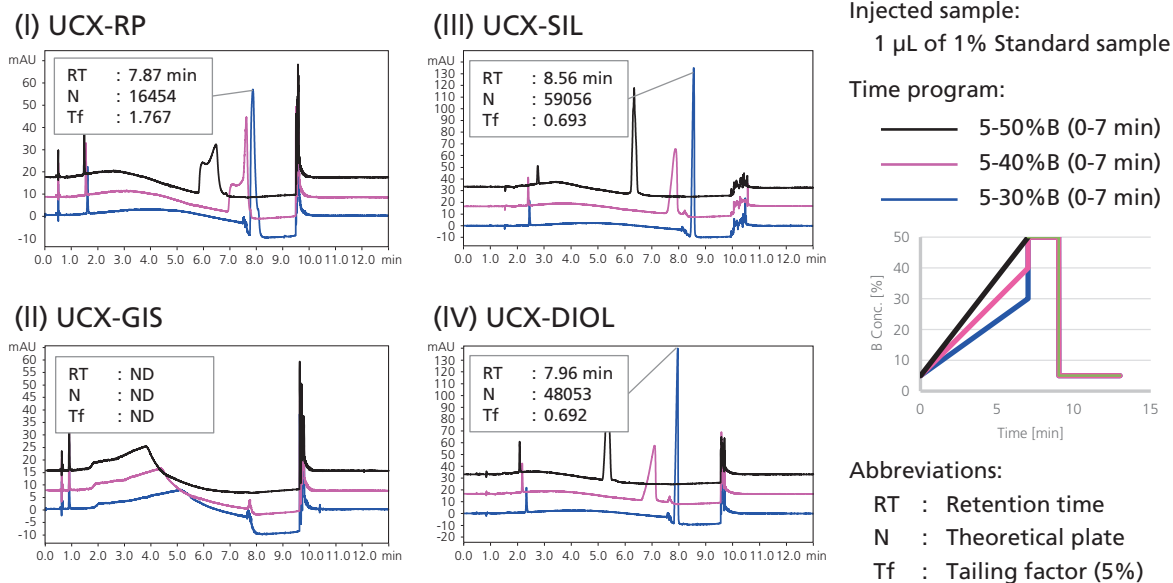 (I) UCX-RP
mAU
RT : 7.87 min
N : 16454
Tf : 1.767
60
50
40
30
20
10
0
-10
0.0 1.0 2.0 3.0 4.0 5.0 6.0 7.0 8.0 9.0 10.0 11.0 12.0 min
(III) UCX-SIL
mAU
RT : 8.56 min
N : 59056
Tf : 0.693
130
110
90
70
50
40
30
20
10
0
-10
0.0 1.0 2.0 3.0 4.0 5.0 6.0 7.0 8.0 9.0 10.0 11.0 12.0 min
(II) UCX-GIS
mAU
RT : ND
N : ND
Tf : ND
60
55
50
45
40
35
30
25
20
15
10
5
0
-5
-10
0.0 1.0 2.0 3.0 4.0 5.0 6.0 7.0 8.0 9.0 10.0 11.0 12.0 min
(IV) UCX-DIOL
mAU
RT : 7.96 min
N : 48053
Tf : 0.692
130
110
90
70
50
40
30
20
10
0
-10
-20
0.0 1.0 2.0 3.0 4.0 5.0 6.0 7.0 8.0 9.0 10.0 11.0 12.0 min
Injected sample:
1 µL of 1% Standard sample
Time program:
5-50%B (0-7 min)
5-40%B (0-7 min)
5-30%B (0-7 min)
B Conc. [%]
50
40
30
20
10
0
0 5 10 15
Time [min]
Abbreviations:
RT : Retention time
N : Theoretical plate
Tf : Tailing factor (5%)